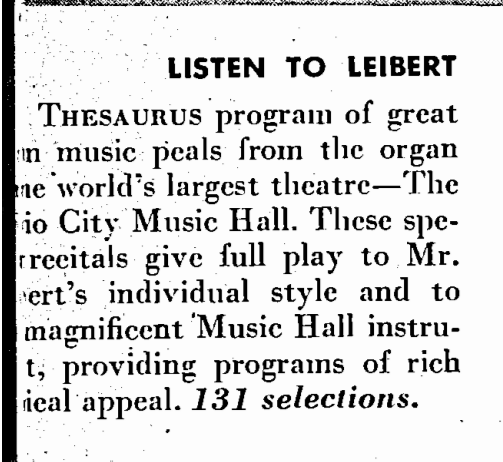 LISTEN TO LEIBERT
THESAURUS program of great
music peals from the organ
world's largest theatre—The
City Music Hall. These spe-
recitals give full play to Mr.
ert's individual style and to
magnificent Music Hall instru-
t, providing programs of rich
ical appeal. 131 selections.